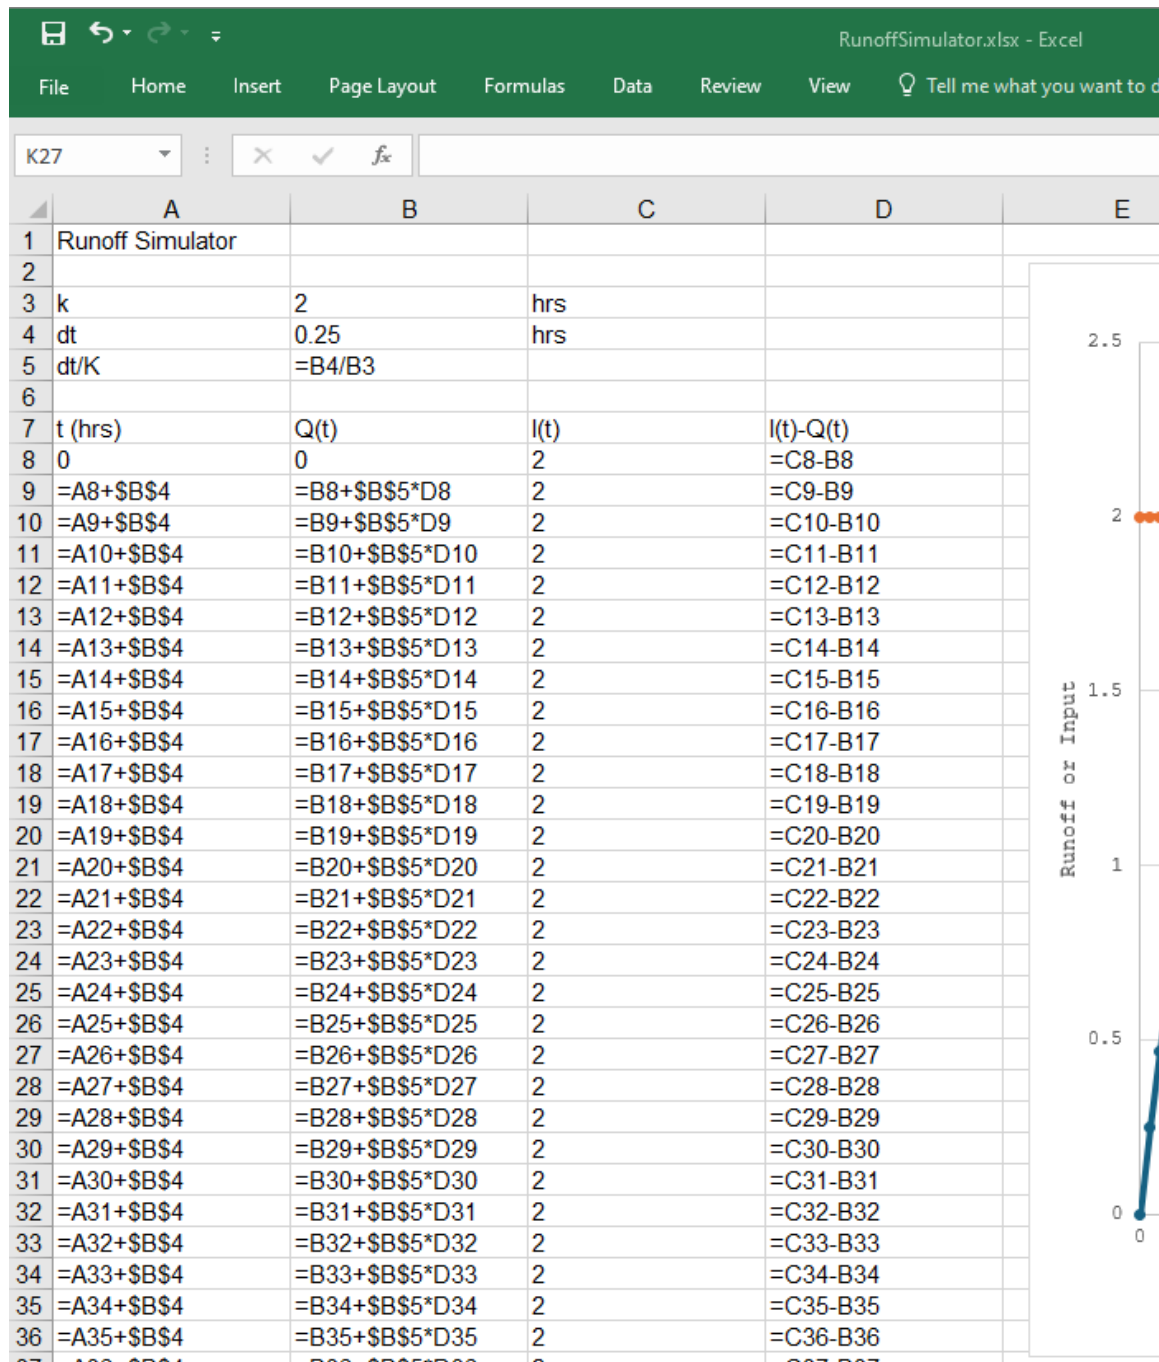 RunoffSimulator.xlsx - Excel
File Home Insert Page Layout Formulas Data Review View Tell me what you want to d
K27 fx
A B C D E
1 Runoff Simulator
2
3 k 2 hrs
4 dt 0.25 hrs
5 dt/K =B4/B3
6
7 t (hrs) Q(t) I(t) I(t)-Q(t)
8 0 0 2 =C8-B8
9 =A8+$B$4 =B8+$B$5*D8 2 =C9-B9
10 =A9+$B$4 =B9+$B$5*D9 2 =C10-B10
11 =A10+$B$4 =B10+$B$5*D10 2 =C11-B11
12 =A11+$B$4 =B11+$B$5*D11 2 =C12-B12
13 =A12+$B$4 =B12+$B$5*D12 2 =C13-B13
14 =A13+$B$4 =B13+$B$5*D13 2 =C14-B14
15 =A14+$B$4 =B14+$B$5*D14 2 =C15-B15
16 =A15+$B$4 =B15+$B$5*D15 2 =C16-B16
17 =A16+$B$4 =B16+$B$5*D16 2 =C17-B17
18 =A17+$B$4 =B17+$B$5*D17 2 =C18-B18
19 =A18+$B$4 =B18+$B$5*D18 2 =C19-B19
20 =A19+$B$4 =B19+$B$5*D19 2 =C20-B20
21 =A20+$B$4 =B20+$B$5*D20 2 =C21-B21
22 =A21+$B$4 =B21+$B$5*D21 2 =C22-B22
23 =A22+$B$4 =B22+$B$5*D22 2 =C23-B23
24 =A23+$B$4 =B23+$B$5*D23 2 =C24-B24
25 =A24+$B$4 =B24+$B$5*D24 2 =C25-B25
26 =A25+$B$4 =B25+$B$5*D25 2 =C26-B26
27 =A26+$B$4 =B26+$B$5*D26 2 =C27-B27
28 =A27+$B$4 =B27+$B$5*D27 2 =C28-B28
29 =A28+$B$4 =B28+$B$5*D28 2 =C29-B29
30 =A29+$B$4 =B29+$B$5*D29 2 =C30-B30
31 =A30+$B$4 =B30+$B$5*D30 2 =C31-B31
32 =A31+$B$4 =B31+$B$5*D31 2 =C32-B32
33 =A32+$B$4 =B32+$B$5*D32 2 =C33-B33
34 =A33+$B$4 =B33+$B$5*D33 2 =C34-B34
35 =A34+$B$4 =B34+$B$5*D34 2 =C35-B35
36 =A35+$B$4 =B35+$B$5*D35 2 =C36-B36
Runoff or Input
2.5
2
1.5
1
0.5
0
0